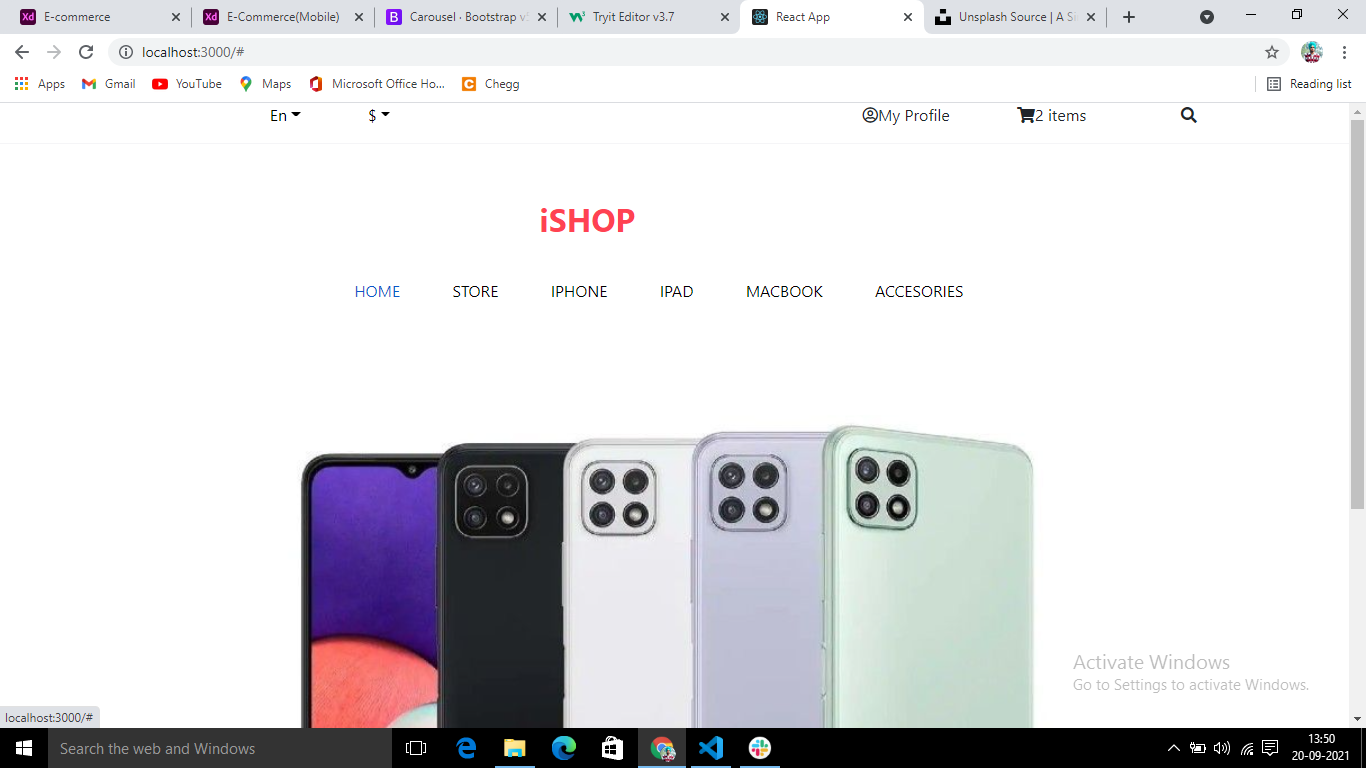 E-commerce
E-Commerce(Mobile)
Carousel · Bootstrap v
Tryit Editor v3.7
React App
Unsplash Source | A S
localhost:3000/#
Apps
Gmail
YouTube
Maps
Microsoft Office Ho...
Chegg
Reading list
En
$
My Profile
2 items
iSHOP
HOME
STORE
IPHONE
IPAD
MACBOOK
ACCESORIES
Activate Windows
Go to Settings to activate Windows.
localhost:3000/#
Search the web and Windows
13:50
20-09-2021